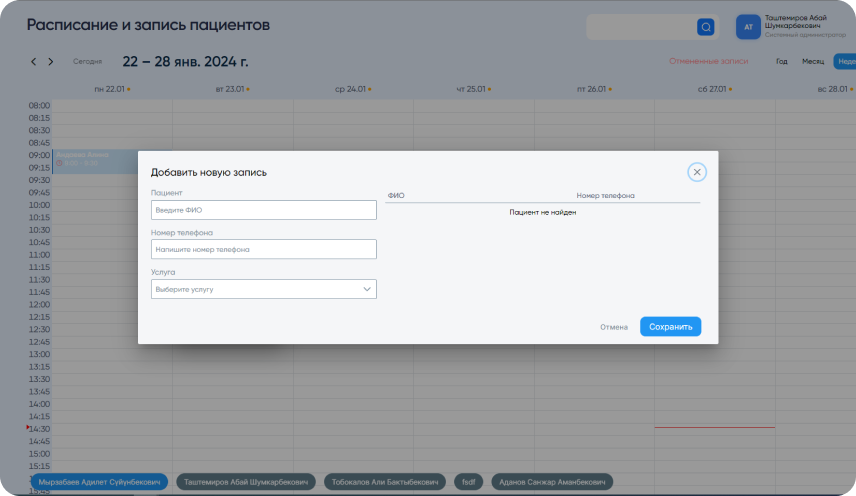 Расписание и запись пациентов
АТ
Таштемиров Абай
Шумкарбекович
Системный администратор
Сегодня
22 – 28 янв. 2024 г.
Отмененные записи
Год
Месяц
Неде
пн 22.01
вт 23.01
ср 24.01
чт 25.01
пт 26.01
сб 27.01
вс 28.01
08:00
08:15
08:30
08:45
09:00
09:15
09:30
09:45
10:00
10:15
10:30
10:45
11:00
11:15
11:30
11:45
12:00
12:15
12:30
12:45
13:00
13:15
13:30
13:45
14:00
14:15
14:30
14:45
15:00
15:15
15:45
Добавить новую запись
Пациент
Введите ФИО
Номер телефона
Напишите номер телефона
Услуга
Выберите услугу
ФИО
Номер телефона
Пациент не найден
Отмена
Сохранить
Мырзабаев Адилет Суйунбекович
Таштемиров Абай Шумкарбекович
Тобокалов Али Бактыбекович
fsdf
Аданов Санжар Аманбекович